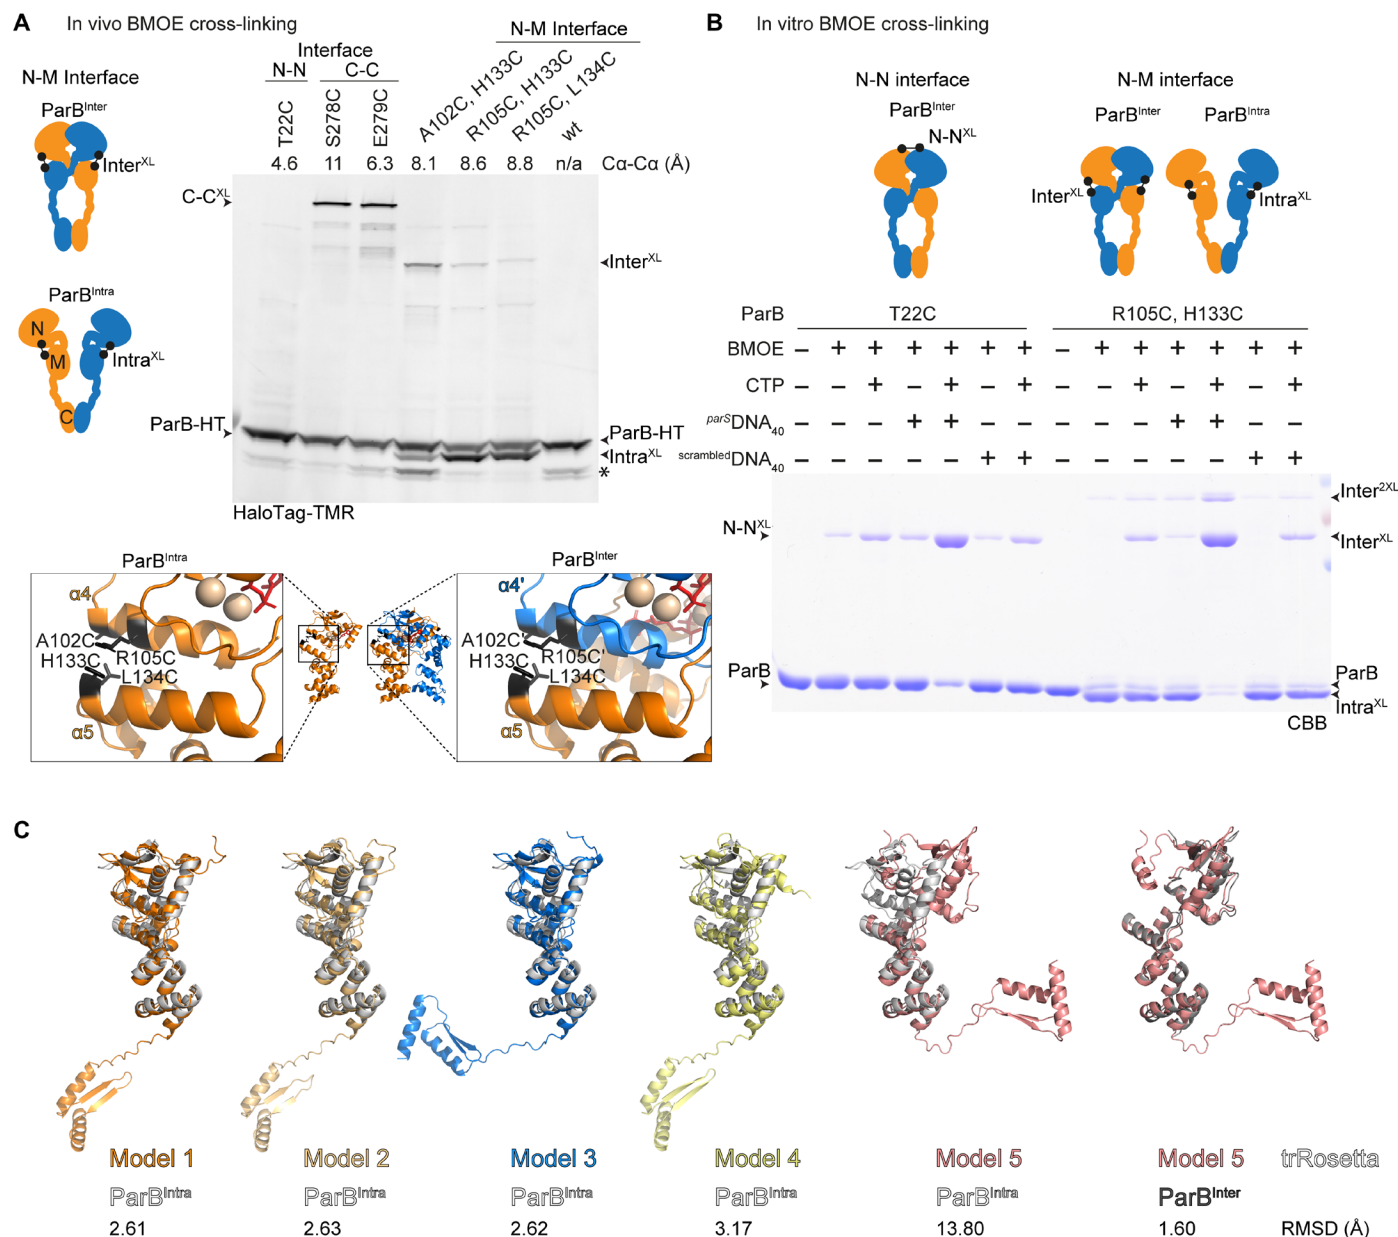 A In vivo BMOE cross-linking
N-M Interface
Interface
N-N C-C
T22C S278C E279C A102C, H133C R105C, H133C R105C, L134C wt
4.6 11 6.3 8.1 8.6 8.8 n/a Cα-Cα (Å)
N-M Interface
ParB^Inter
Inter^XL
ParB^Intra
N
M
C
Intra^XL
C-C^XL
Inter^XL
ParB-HT
ParB-HT
Intra^XL
*
HaloTag-TMR
ParB^Intra
α4
A102C
R105C
H133C
L134C
α5
ParB^Inter
α4'
A102C'
R105C'
H133C
L134C
α5
B In vitro BMOE cross-linking
N-N interface N-M interface
ParB^Inter ParB^Inter ParB^Intra
N-N^XL
Inter^XL Intra^XL
ParB T22C R105C, H133C
BMOE – + + + + + + – + + + + + +
CTP – – + – + – + – – + – + – +
parS DNA40 – – – + + – – – – – + + – –
scrambled DNA40 – – – – – + + – – – – – + +
Inter^2XL
N-N^XL
Inter^XL
ParB
ParB
Intra^XL
CBB
C
Model 1 Model 2 Model 3 Model 4 Model 5 Model 5 trRosetta
ParB^Intra ParB^Intra ParB^Intra ParB^Intra ParB^Intra ParB^Inter
2.61 2.63 2.62 3.17 13.80 1.60 RMSD (Å)